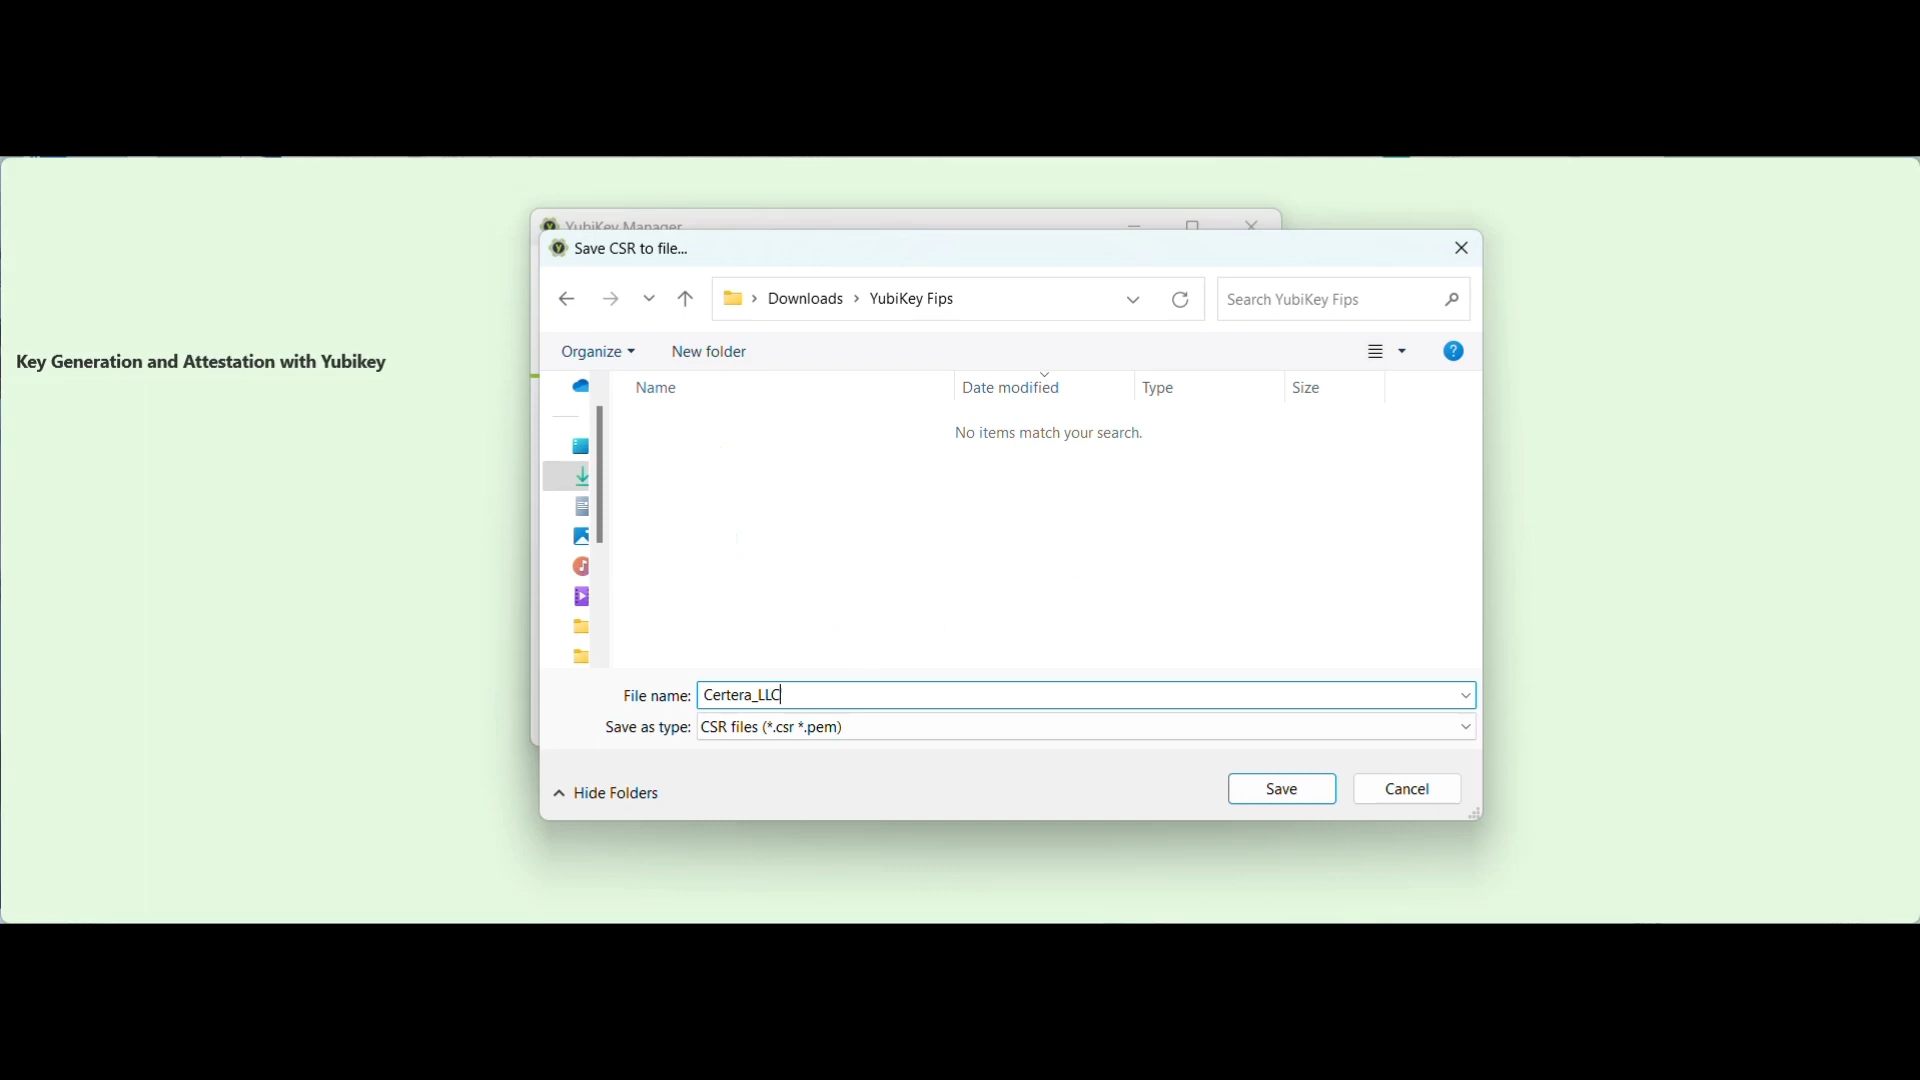 YubiKey Manager
Save CSR to file...
Downloads > YubiKey Fips
Search YubiKey Fips
Key Generation and Attestation with Yubikey
Organize
New folder
?
Name
Date modified
Type
Size
No items match your search.
File name: Certera_LLC
Save as type: CSR files (*.csr *.pem)
Hide Folders
Save
Cancel